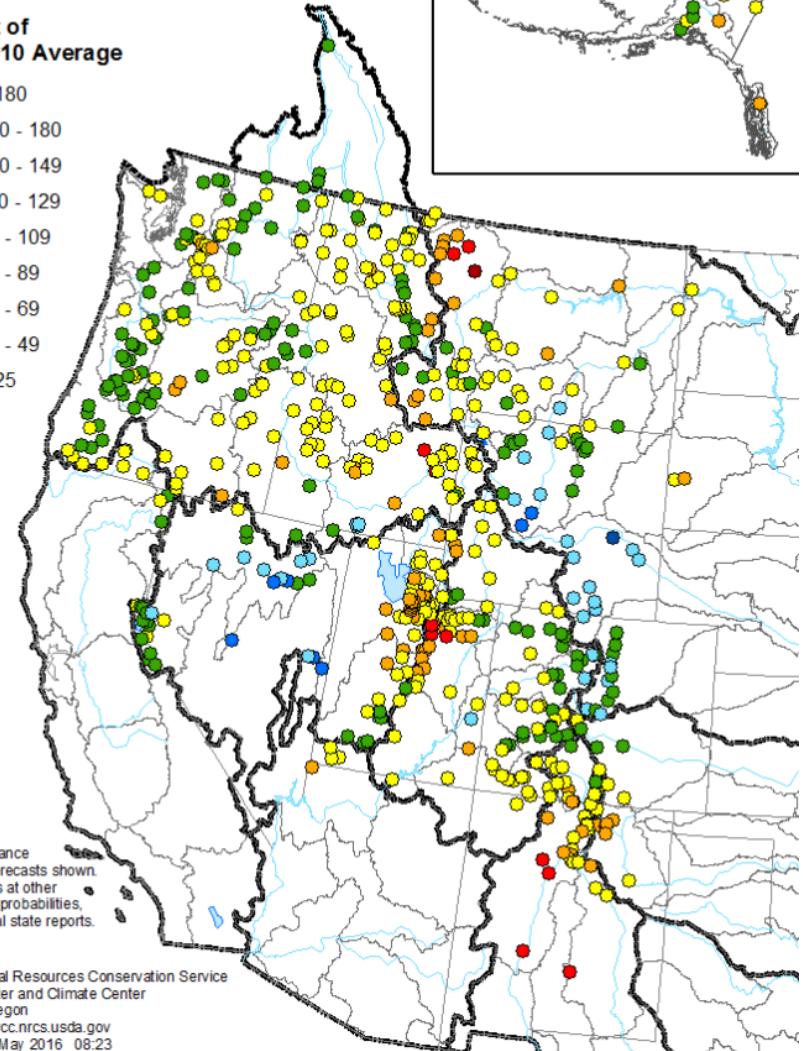 of
10 Average
180
0 - 180
0 - 149
0 - 129
- 109
- 89
- 69
- 49
25
ance
recasts shown.
s at other
probabilities,
al state reports.
al Resources Conservation Service
ter and Climate Center
egon
cc.nrcs.usda.gov
May 2016 08:23